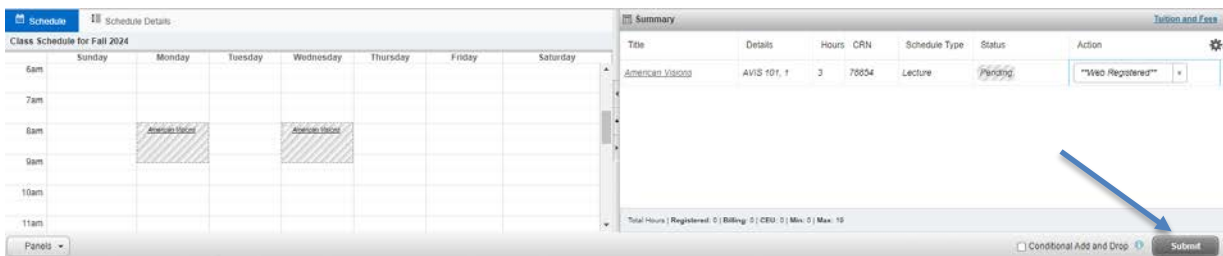 Schedule Schedule Details
Class Schedule for Fall 2024
Sunday Monday Tuesday Wednesday Thursday Friday Saturday
6am
7am
8am American Visions American Visions
9am
10am
11am
Panels
Summary Tuition and Fees
Title Details Hours CRN Schedule Type Status Action
American Visions AVIS 101, 1 3 76654 Lecture Pending **Web Registered**
Total Hours | Registered: 0 | Billing: 0 | CEU: 0 | Min: 0 | Max: 19
Conditional Add and Drop Submit